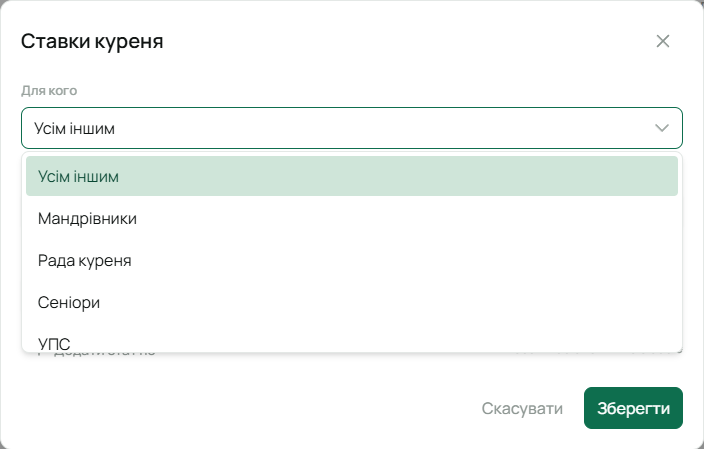 Ставки куреня
Для кого
Усім іншим
Усім іншим
Мандрівники
Рада куреня
Сеніори
УПС
Скасувати
Зберегти